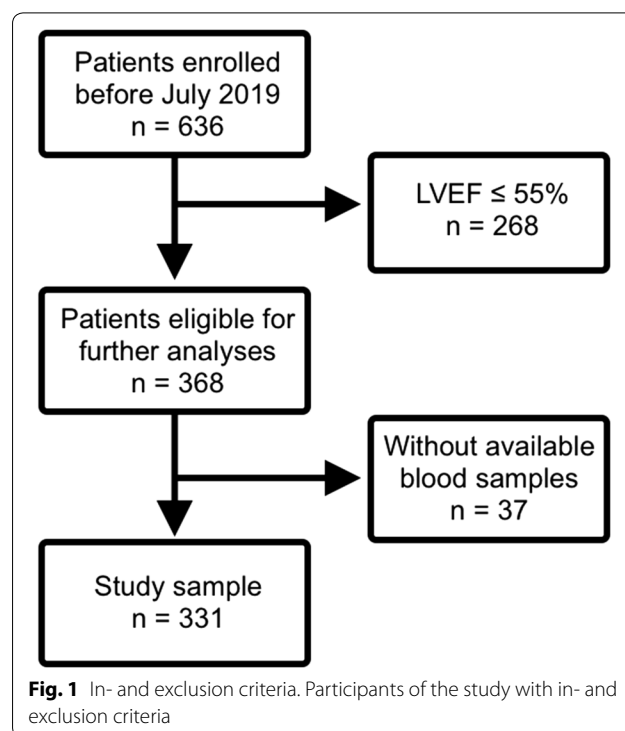 Patients enrolled
before July 2019
n = 636
LVEF ≤ 55%
n = 268
Patients eligible for
further analyses
n = 368
Without available
blood samples
n = 37
Study sample
n = 331
Fig. 1 In- and exclusion criteria. Participants of the study with in- and
exclusion criteria